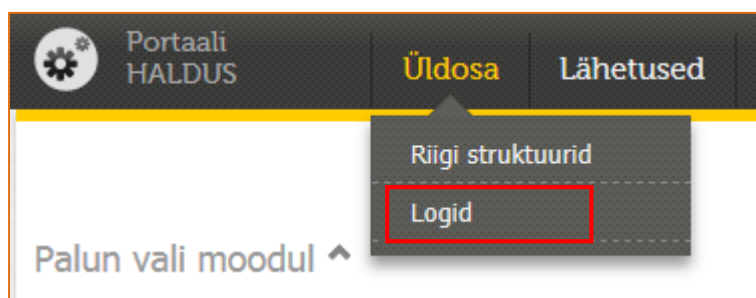 Portaali
HALDUS
Üldosa
Lähetused
Riigi struktuurid
Logid
Palun vali moodul